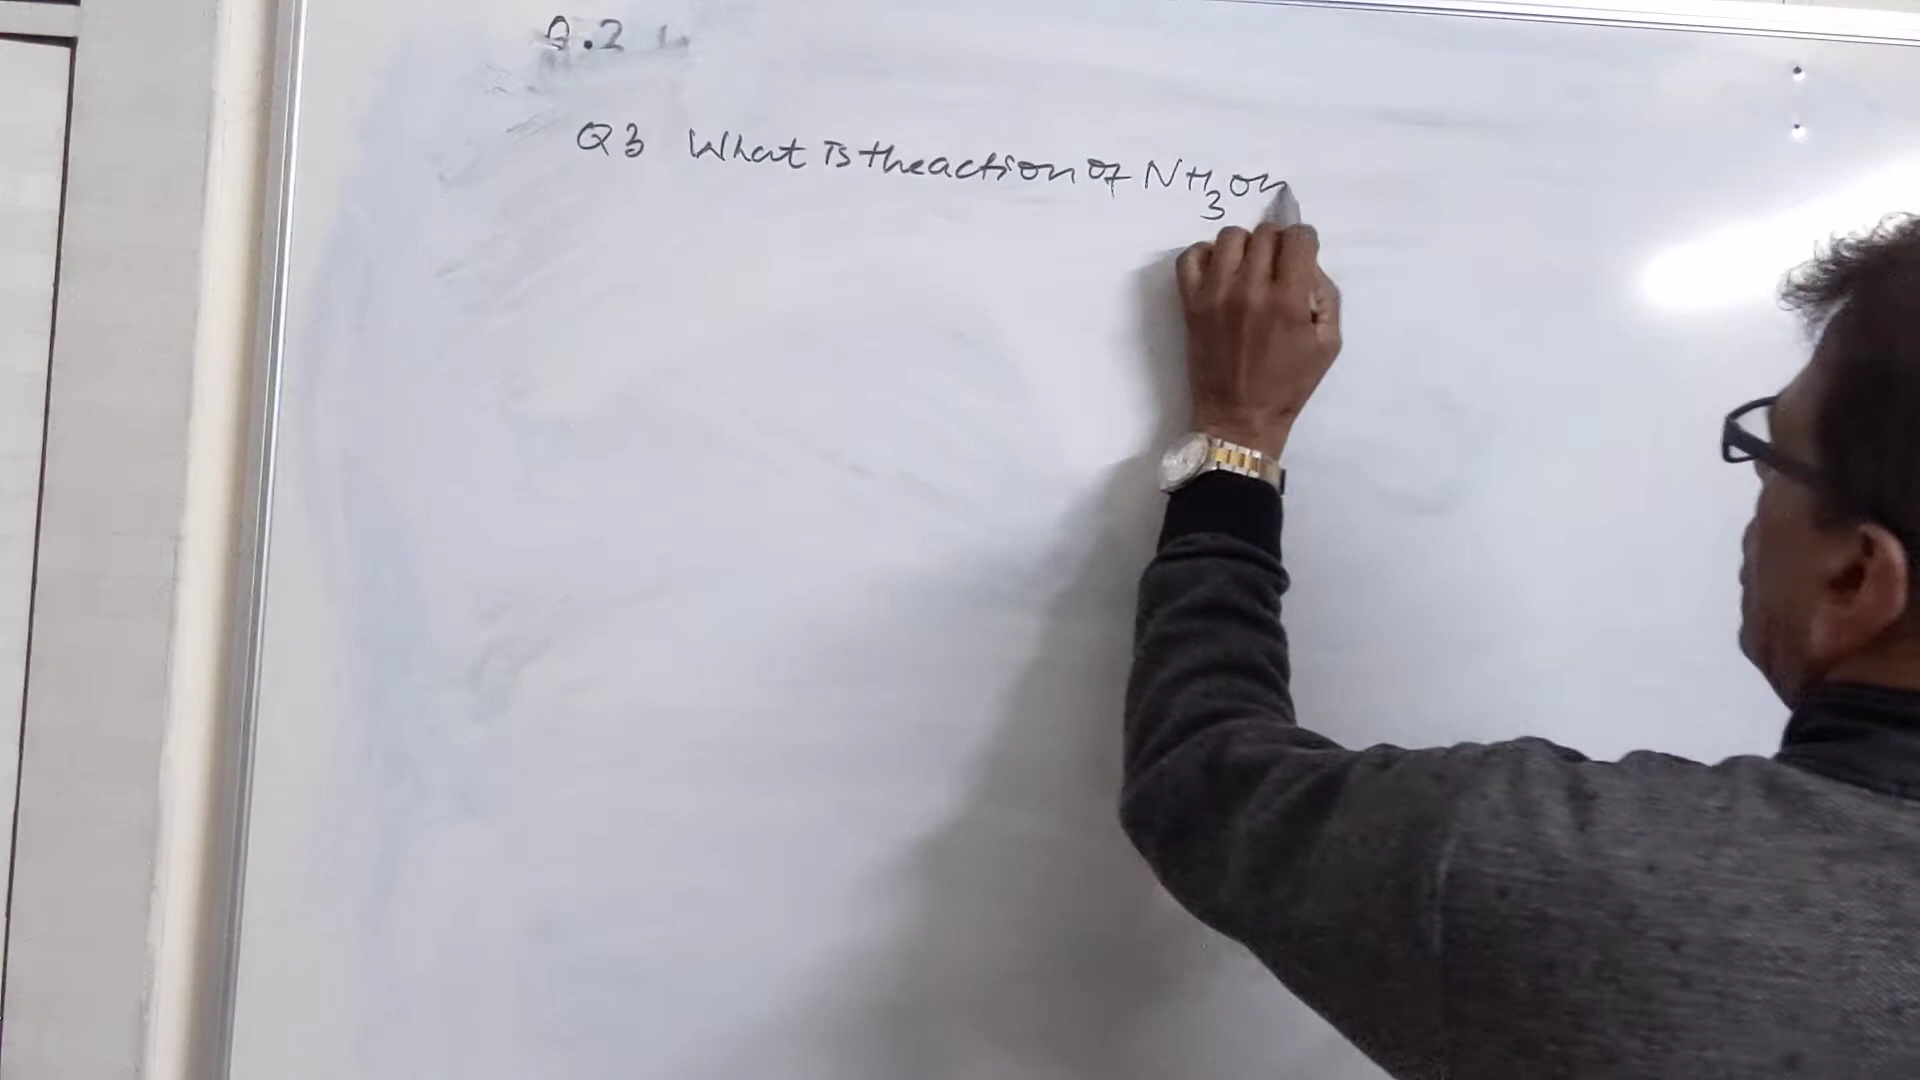 Q.2
Q3 What is the action of NH3 on